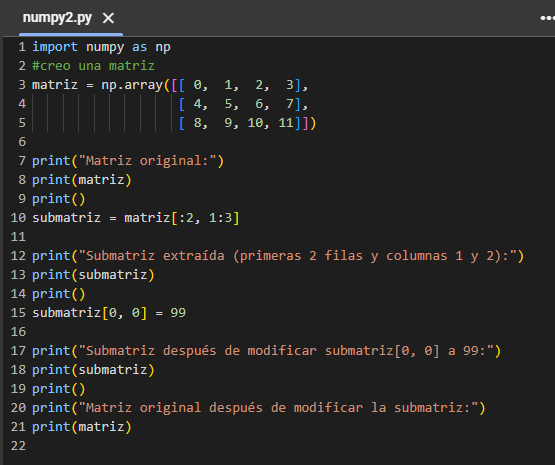 numpy2.py
1 import numpy as np
2 #creo una matriz
3 matriz = np.array([[ 0,  1,  2,  3],
4                    [ 4,  5,  6,  7],
5                    [ 8,  9, 10, 11]])
6
7 print("Matriz original:")
8 print(matriz)
9 print()
10 submatriz = matriz[:2, 1:3]
11
12 print("Submatriz extraída (primeras 2 filas y columnas 1 y 2):")
13 print(submatriz)
14 print()
15 submatriz[0, 0] = 99
16
17 print("Submatriz después de modificar submatriz[0, 0] a 99:")
18 print(submatriz)
19 print()
20 print("Matriz original después de modificar la submatriz:")
21 print(matriz)
22